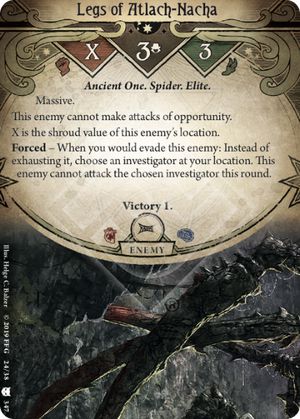 Legs of Atlach-Nacha
X 3 3
Ancient One. Spider. Elite.
Massive.
This enemy cannot make attacks of opportunity.
X is the shroud value of this enemy's location.
Forced – When you would evade this enemy: Instead of
exhausting it, choose an investigator at your location. This
enemy cannot attack the chosen investigator this round.
Victory 1.
ENEMY
Illus. Helge C. Balzer
© 2019 FFG
24/38
347